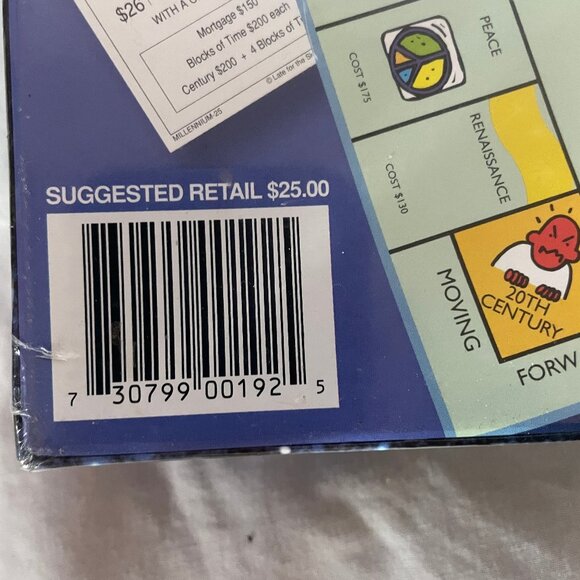 $26
WITH A
Mortgage $150
Blocks of Time $200 each
Century $200 + 4 Blocks of
© Late for the
MILLENNIUM-25
PEACE
COST $175
RENAISSANCE
COST $130
SUGGESTED RETAIL $25.00
20TH
CENTURY
MOVING
FORW
7 30799 00192 5